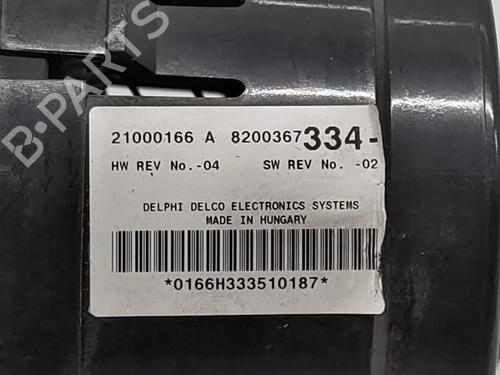 B-PARTS
21000166 A 8200367334-
HW REV No.-04 SW REV No. -02
DELPHI DELCO ELECTRONICS SYSTEMS
MADE IN HUNGARY
*0166H333510187*